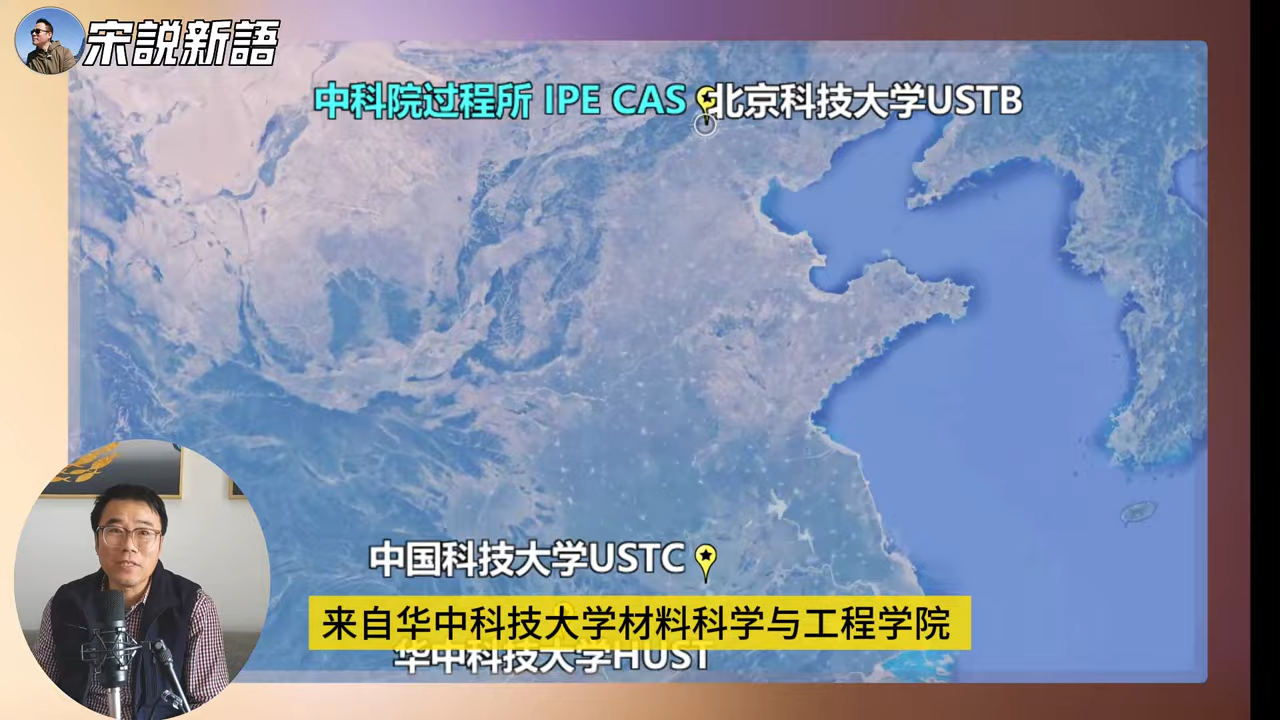 宋説新語
中科院过程所 IPE CAS
北京科技大学USTB
中国科技大学USTC
来自华中科技大学材料科学与工程学院
华中科技大学HUST